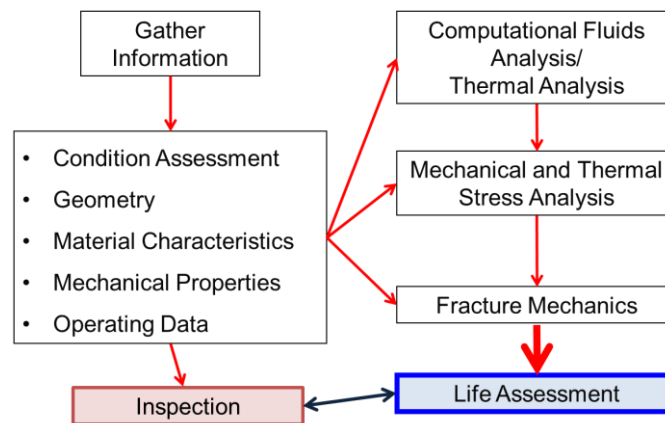 Gather
Information
• Condition Assessment
• Geometry
• Material Characteristics
• Mechanical Properties
• Operating Data
Inspection
Computational Fluids
Analysis/
Thermal Analysis
Mechanical and Thermal
Stress Analysis
Fracture Mechanics
Life Assessment